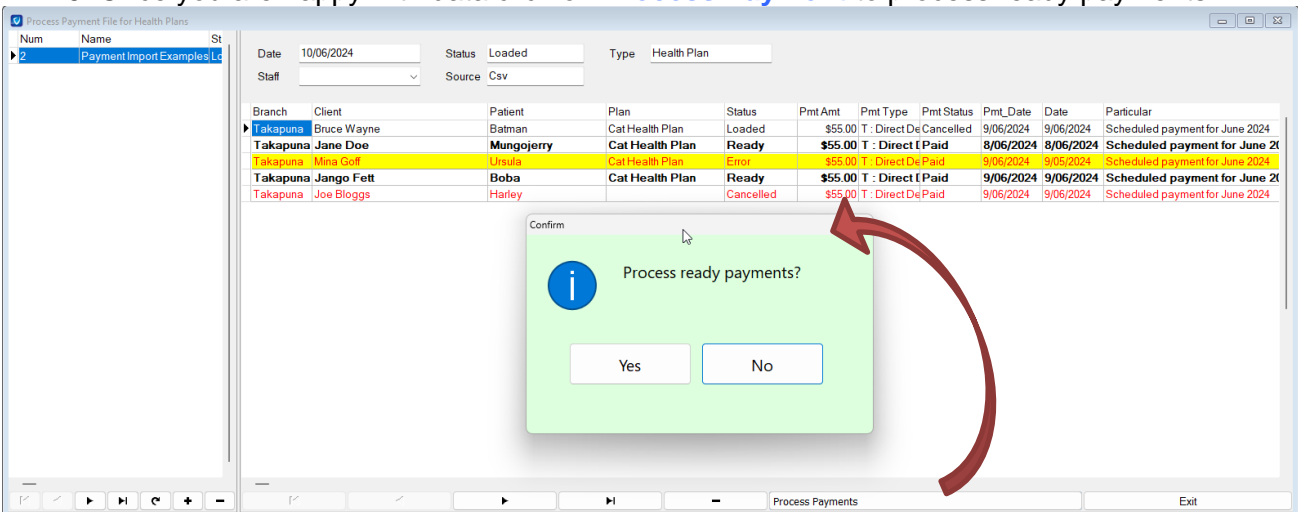 Process Payment File for Health Plans
Num Name St
2 Payment Import Examples Lo
Date 10/06/2024 Status Loaded Type Health Plan
Staff Source Csv
Branch Client Patient Plan Status Pmt Amt Pmt Type Pmt Status Pmt_Date Date Particular
Takapuna Bruce Wayne Batman Cat Health Plan Loaded $55.00 T : Direct De Cancelled 9/06/2024 9/06/2024 Scheduled payment for June 2024
Takapuna Jane Doe Mungojerry Cat Health Plan Ready $55.00 T : Direct Paid 8/06/2024 8/06/2024 Scheduled payment for June 20
Takapuna Mina Goff Ursula Cat Health Plan Error $55.00 T : Direct De Paid 9/06/2024 9/05/2024 Scheduled payment for June 2024
Takapuna Jango Fett Boba Cat Health Plan Ready $55.00 T : Direct Paid 9/06/2024 9/06/2024 Scheduled payment for June 20
Takapuna Joe Bloggs Harley Cancelled $55.00 T : Direct De Paid 9/06/2024 9/06/2024 Scheduled payment for June 2024
Confirm
Process ready payments?
Yes No
Process Payments Exit